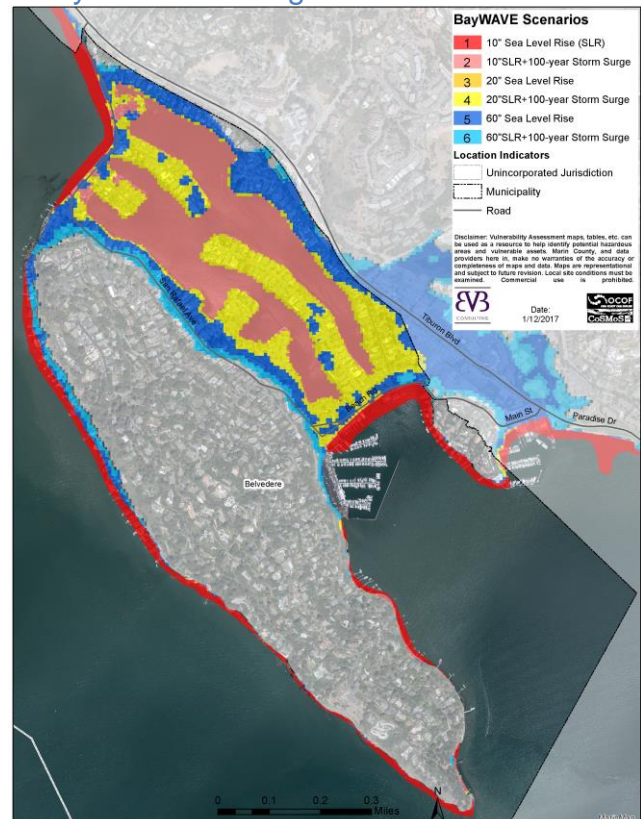 BayWAVE Scenarios
1 10" Sea Level Rise (SLR)
2 10"SLR+100-year Storm Surge
3 20" Sea Level Rise
4 20"SLR+100-year Storm Surge
5 60" Sea Level Rise
6 60"SLR+100-year Storm Surge
Location Indicators
Unincorporated Jurisdiction
Municipality
Road
Disclaimer: Vulnerability Assessment maps, tables, etc. can
be used as a resource to help identify potential hazardous
areas and vulnerable assets. Marin County, and data
providers here in, make no warranties of the accuracy or
completeness of maps and data. Maps are representational
and subject to future revision. Local site conditions must be
examined. Commercial use is prohibited.
Date:
1/12/2017
OCOF
CoSMoS
San Rafael Ave
Tiburon Blvd
Main St
Paradise Dr
Belvedere
N
0 0.1 0.2 0.3
Miles